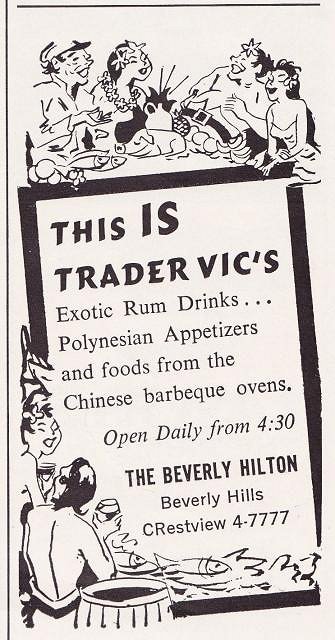 THIS IS
TRADER VIC'S
Exotic Rum Drinks...
Polynesian Appetizers
and foods from the
Chinese barbeque ovens.
Open Daily from 4:30
THE BEVERLY HILTON
Beverly Hills
CRestview 4-7777